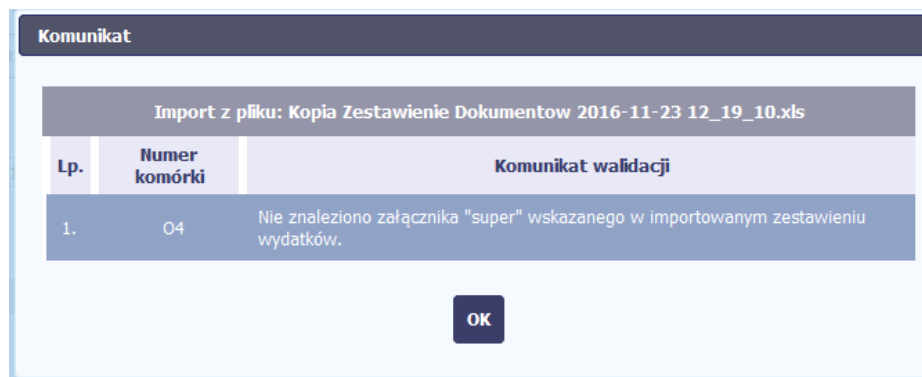 Komunikat
Import z pliku: Kopia Zestawienie Dokumentow 2016-11-23 12_19_10.xls
Lp.
Numer
komórki
Komunikat walidacji
1.
O4
Nie znaleziono załącznika "super" wskazanego w importowanym zestawieniu
wydatków.
OK